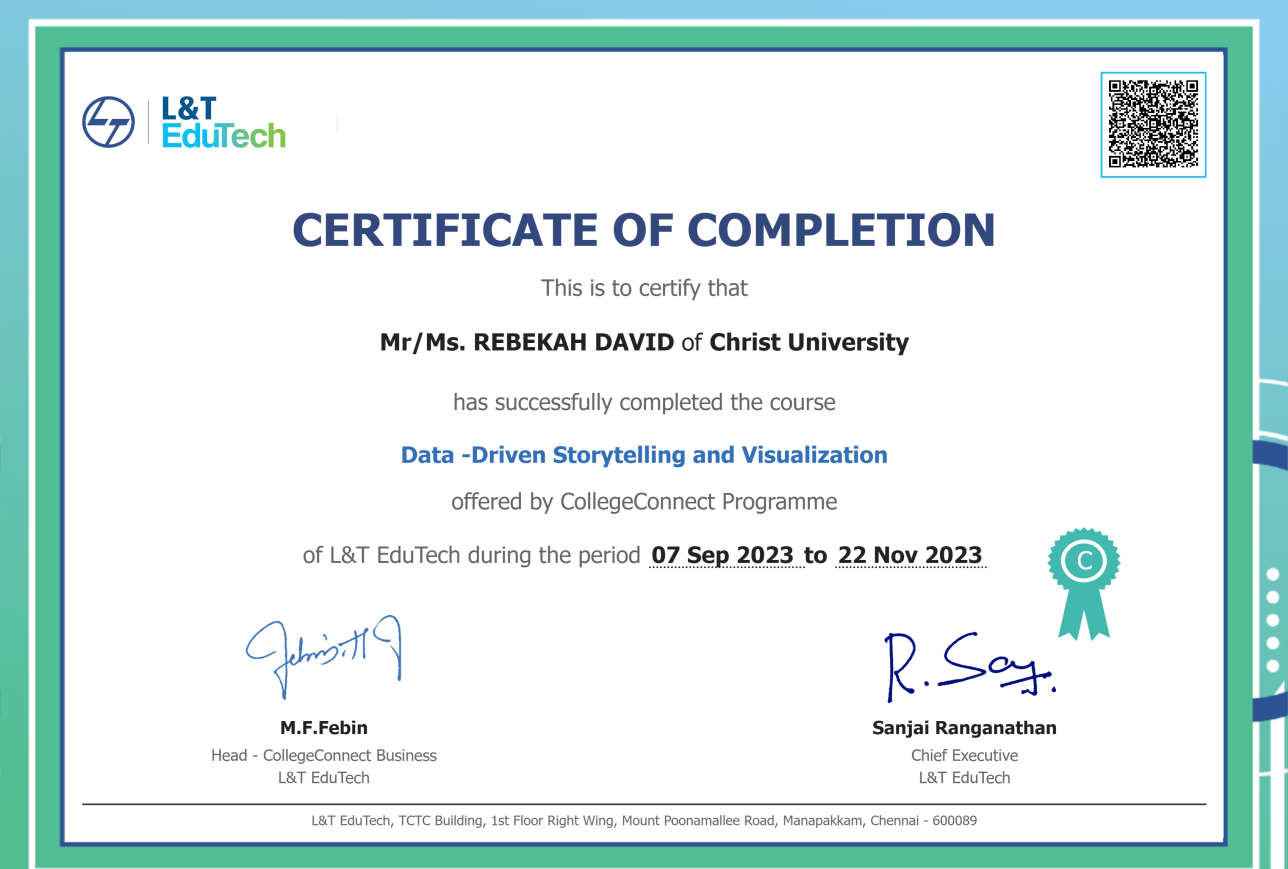 L&T
EduTech
CERTIFICATE OF COMPLETION
This is to certify that
Mr/Ms. REBEKAH DAVID of Christ University
has successfully completed the course
Data -Driven Storytelling and Visualization
offered by CollegeConnect Programme
of L&T EduTech during the period 07 Sep 2023 to 22 Nov 2023
C
R. Say.
M.F.Febin
Sanjai Ranganathan
Head - CollegeConnect Business
Chief Executive
L&T EduTech
L&T EduTech
L&T EduTech, TCTC Building, 1st Floor Right Wing, Mount Poonamallee Road, Manapakkam, Chennai - 600089